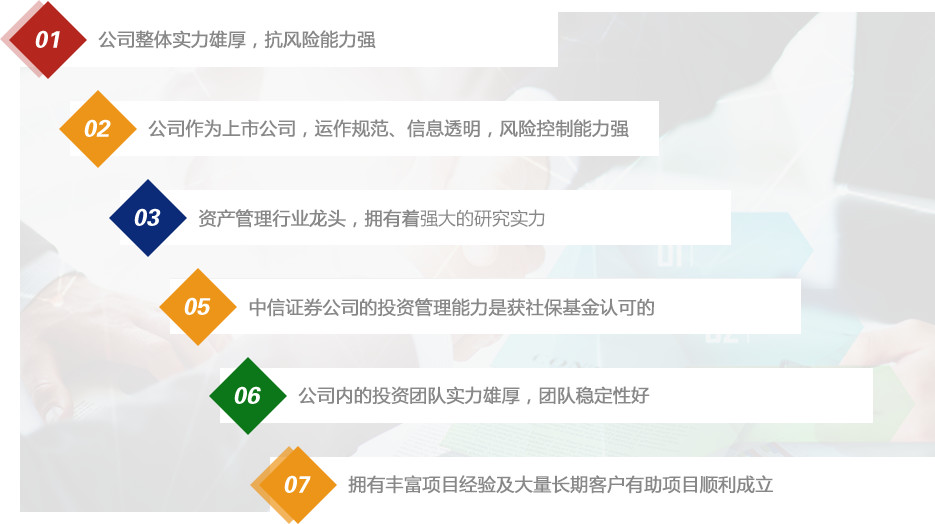 01 公司整体实力雄厚，抗风险能力强
02 公司作为上市公司，运作规范、信息透明，风险控制能力强
03 资产管理行业龙头，拥有着强大的研究实力
05 中信证券公司的投资管理能力是获社保基金认可的
06 公司内的投资团队实力雄厚，团队稳定性好
07 拥有丰富项目经验及大量长期客户有助项目顺利成立